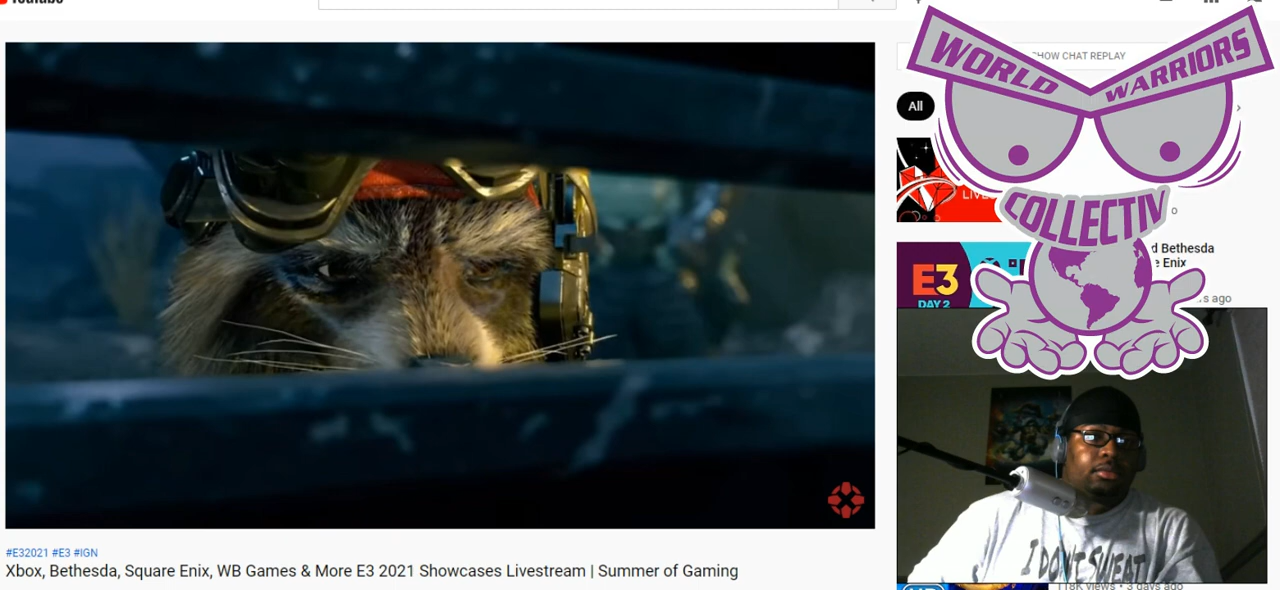 WORLD
WARRIORS
SHOW CHAT REPLAY
All
COLLECTIV
E3
DAY 2
d Bethesda
e Enix
s ago
#E32021 #E3 #IGN
Xbox, Bethesda, Square Enix, WB Games & More E3 2021 Showcases Livestream | Summer of Gaming
I DON'T SWEAT
118K views • 3 days ago